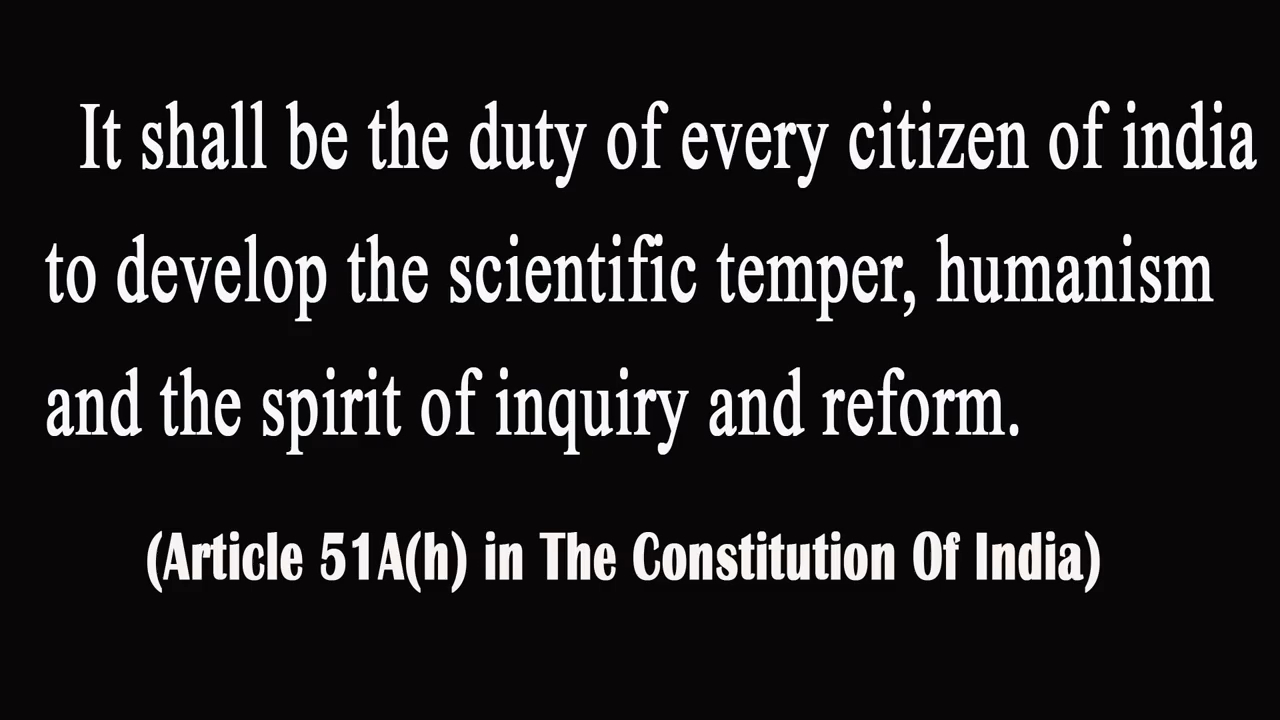 It shall be the duty of every citizen of india
to develop the scientific temper, humanism
and the spirit of inquiry and reform.
(Article 51A(h) in The Constitution Of India)